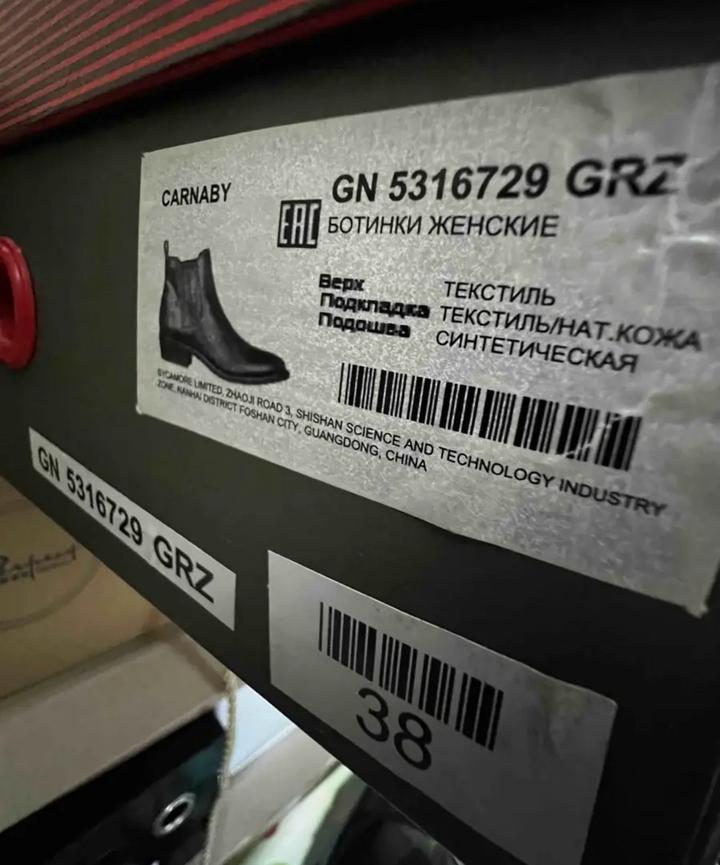 CARNABY
GN 5316729 GRZ
EAC
БОТИНКИ ЖЕНСКИЕ
Верх ТЕКСТИЛЬ
Подкладка ТЕКСТИЛЬ/НАТ.КОЖА
Подошва СИНТЕТИЧЕСКАЯ
SYCAMORE LIMITED, ZHAOJI ROAD 3, SHISHAN SCIENCE AND TECHNOLOGY INDUSTRY
ZONE, NANHAI DISTRICT FOSHAN CITY, GUANGDONG, CHINA
GN 5316729 GRZ
38